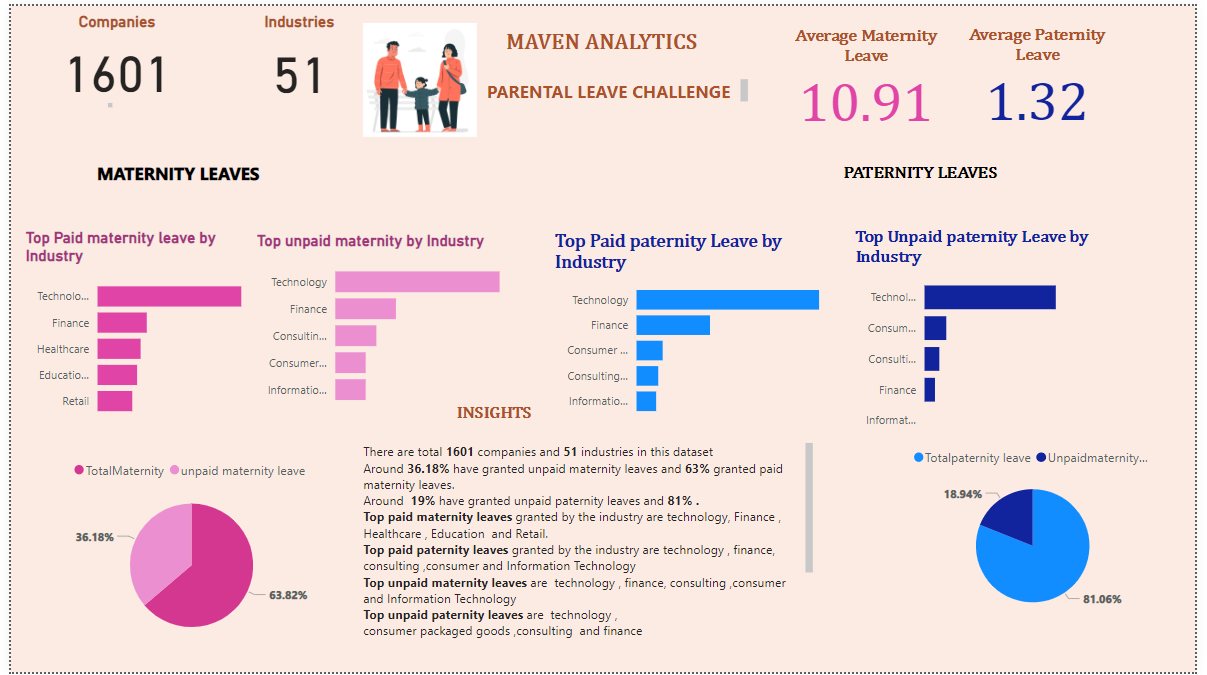 Companies
1601
Industries
51
MAVEN ANALYTICS
PARENTAL LEAVE CHALLENGE
Average Maternity
Leave
10.91
Average Paternity
Leave
1.32
MATERNITY LEAVES
PATERNITY LEAVES
Top Paid maternity leave by
Industry
Technolo...
Finance
Healthcare
Educatio...
Retail
Top unpaid maternity by Industry
Technology
Finance
Consultin...
Consumer...
Informatio...
Top Paid paternity Leave by
Industry
Technology
Finance
Consumer ...
Consulting...
Informatio...
Top Unpaid paternity Leave by
Industry
Technol...
Consum...
Consulti...
Finance
Informat...
TotalMaternity unpaid maternity leave
36.18%
63.82%
INSIGHTS
There are total 1601 companies and 51 industries in this dataset
Around 36.18% have granted unpaid maternity leaves and 63% granted paid
maternity leaves.
Around 19% have granted unpaid paternity leaves and 81% .
Top paid maternity leaves granted by the industry are technology, Finance ,
Healthcare , Education and Retail.
Top paid paternity leaves granted by the industry are technology , finance,
consulting ,consumer and Information Technology
Top unpaid maternity leaves are technology , finance, consulting ,consumer
and Information Technology
Top unpaid paternity leaves are technology ,
consumer packaged goods ,consulting and finance
Totalpaternity leave Unpaidmaternity...
18.94%
81.06%